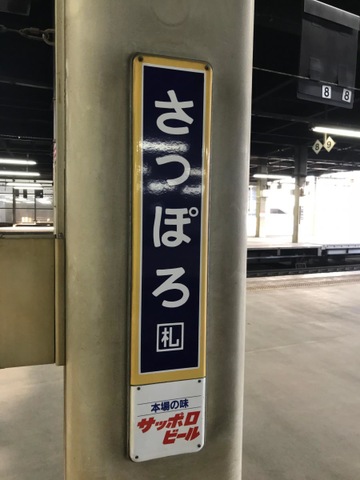 さっぽろ
札
本場の味
サッポロ
ビール
8 8
9